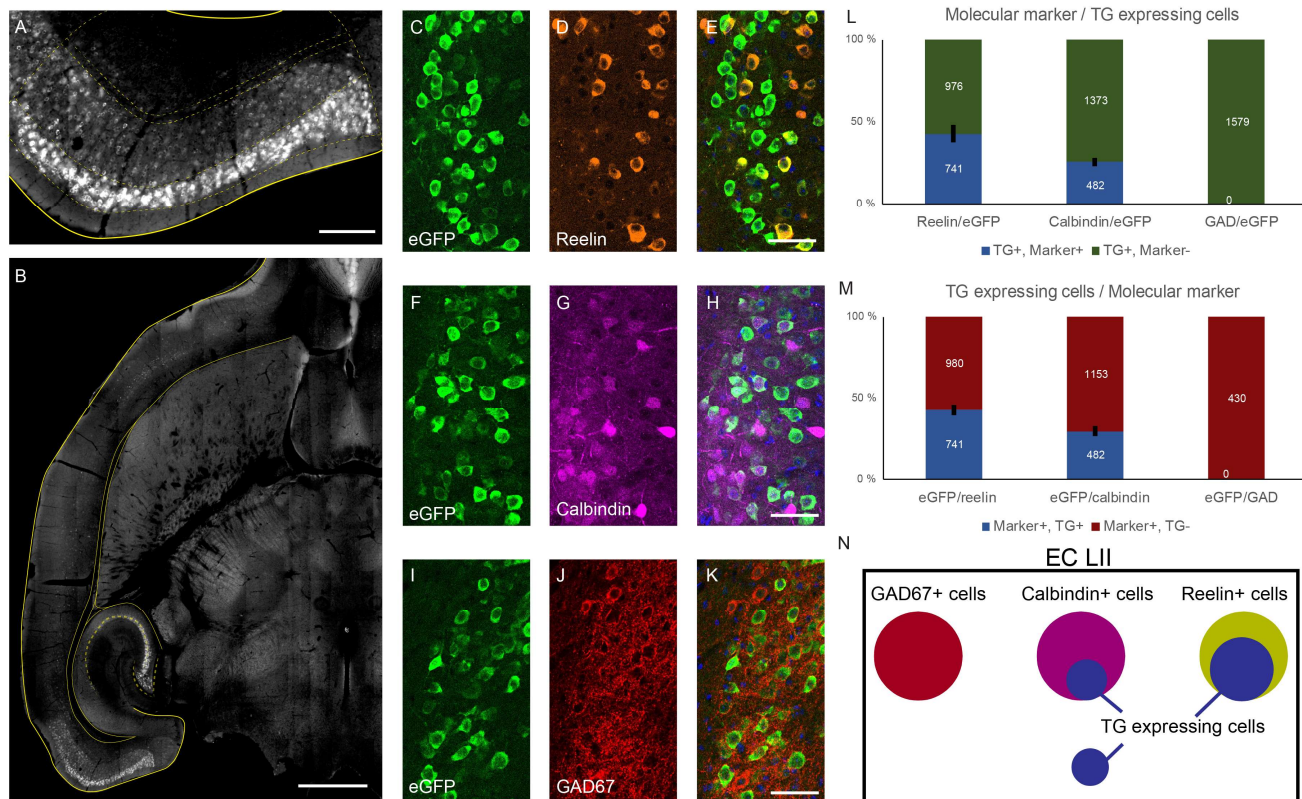 A
B
C
eGFP
D
Reelin
E
F
eGFP
G
Calbindin
H
I
eGFP
J
GAD67
K
L
Molecular marker / TG expressing cells
100 %
50 %
0 %
976
741
1373
482
1579
0
Reelin/eGFP
Calbindin/eGFP
GAD/eGFP
TG+, Marker+
TG+, Marker-
M
TG expressing cells / Molecular marker
100 %
50 %
0 %
980
741
1153
482
430
0
eGFP/reelin
eGFP/calbindin
eGFP/GAD
Marker+, TG+
Marker+, TG-
N
EC LII
GAD67+ cells
Calbindin+ cells
Reelin+ cells
TG expressing cells